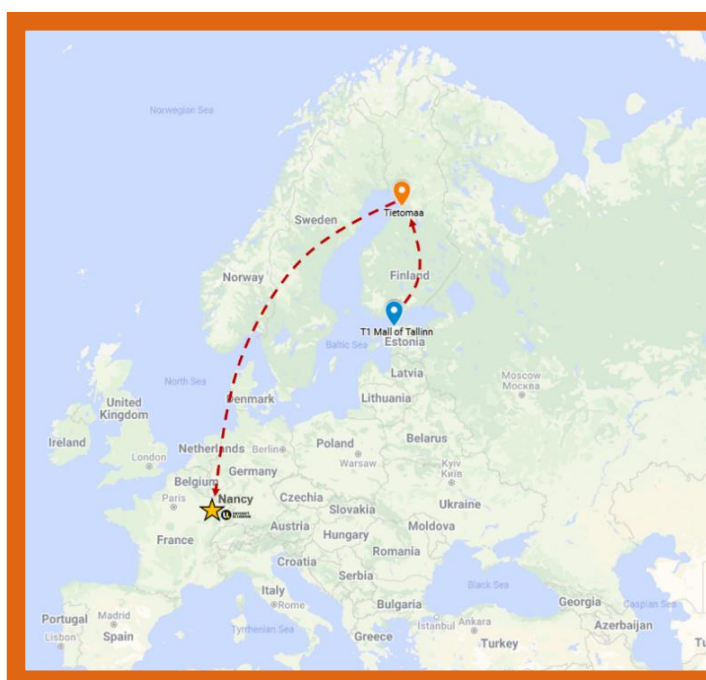 Norwegian Sea
Tietomaa
Sweden
Finland
Norway
T1 Mall of Tallinn
Estonia
Baltic Sea
Latvia
Moscow
Москва
North Sea
Denmark
Lithuania
United
Kingdom
Ireland
Netherlands
Berlin
Poland
Belarus
London
Warsaw
Germany
Kyiv
Київ
Belgium
Nancy
Paris
Czechia
Ukraine
Slovakia
France
Austria
Moldova
Hungary
Croatia
Romania
Serbia
Italy
Black Sea
Rome
Bulgaria
Georgia
Caspian Sea
Portugal
Madrid
Istanbul
Ankara
Azerbaijan
Lisbon
Spain
Tyrrhenian Sea
Greece
Turkey
Tu